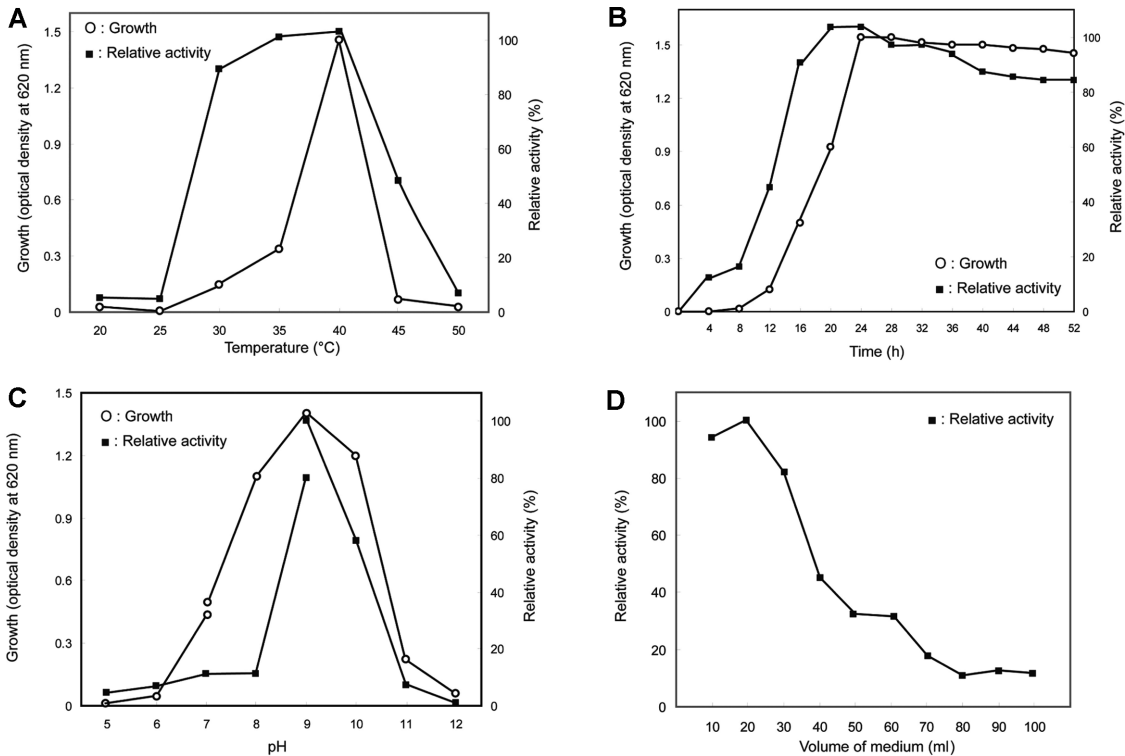 A
O : Growth
■ : Relative activity
Growth (optical density at 620 nm)
1.5
1.2
0.9
0.6
0.3
0
Relative activity (%)
100
80
60
40
20
0
20 25 30 35 40 45 50
Temperature (°C)
B
Growth (optical density at 620 nm)
1.5
1.2
0.9
0.6
0.3
0
Relative activity (%)
100
80
60
40
20
0
O : Growth
■ : Relative activity
4 8 12 16 20 24 28 32 36 40 44 48 52
Time (h)
C
O : Growth
■ : Relative activity
Growth (optical density at 620 nm)
1.5
1.2
0.9
0.6
0.3
0
Relative activity (%)
100
80
60
40
20
0
5 6 7 8 9 10 11 12
pH
D
■ : Relative activity
Relative activity (%)
100
80
60
40
20
0
10 20 30 40 50 60 70 80 90 100
Volume of medium (ml)